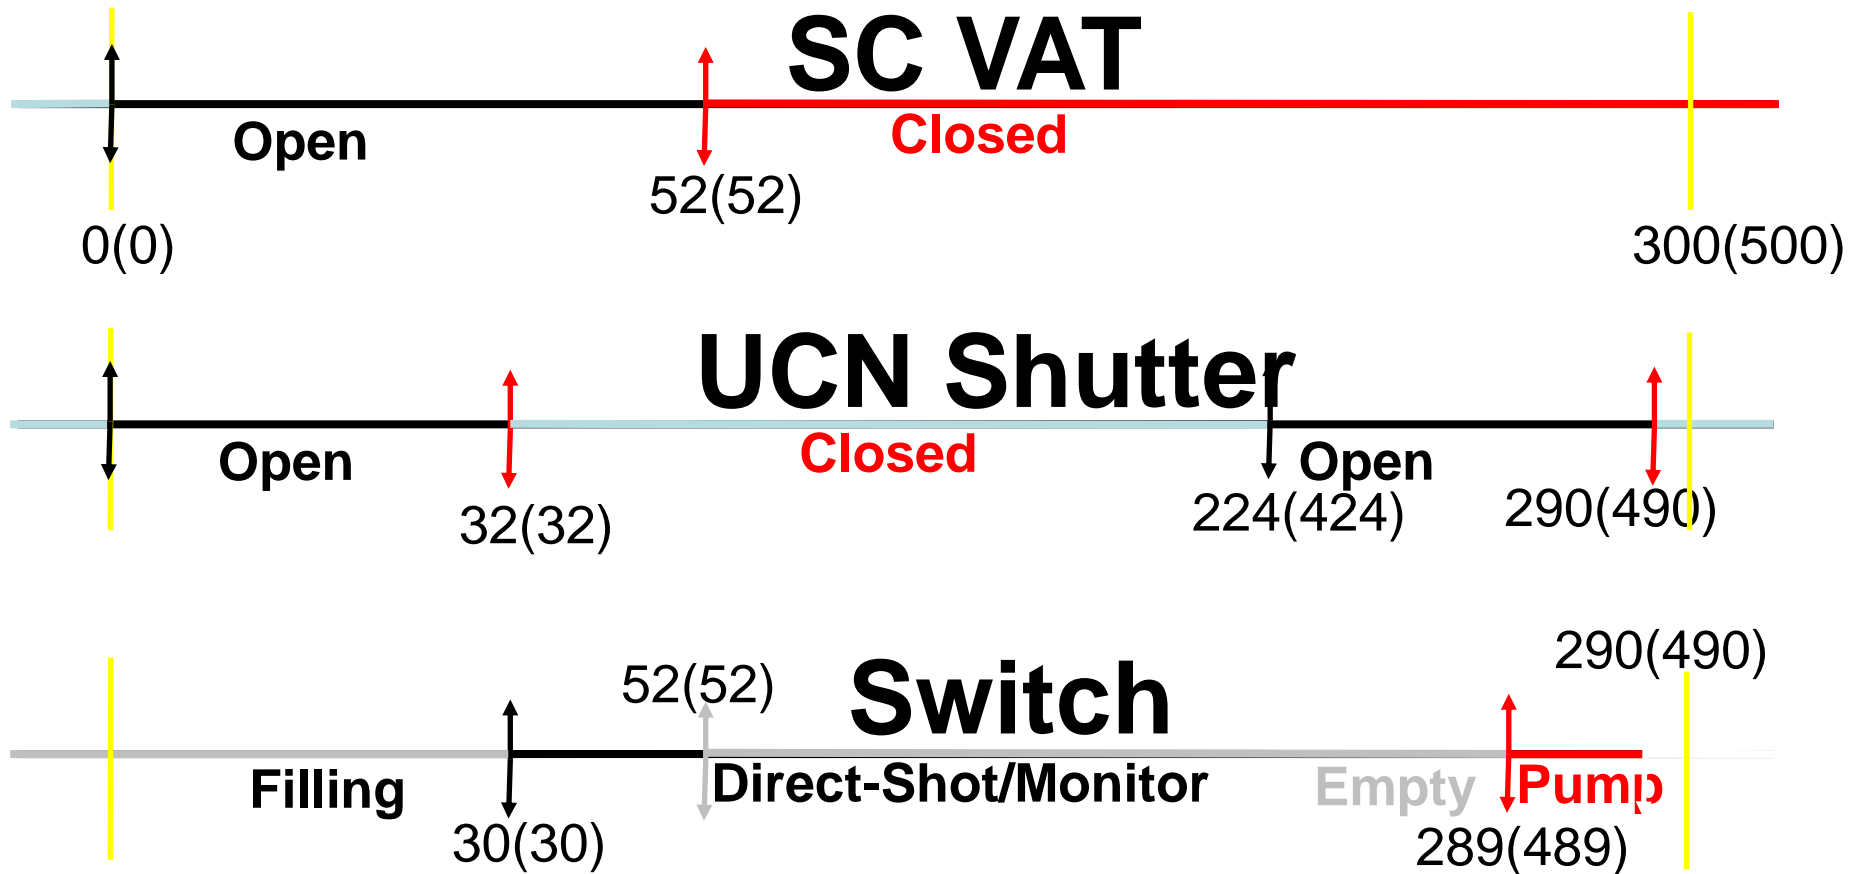 SC VAT
Open
Closed
52(52)
0(0)
300(500)
UCN Shutter
Open
Closed
Open
32(32)
224(424)
290(490)
290(490)
52(52)
Switch
Filling
Direct-Shot/Monitor
Empty
Pump
30(30)
289(489)